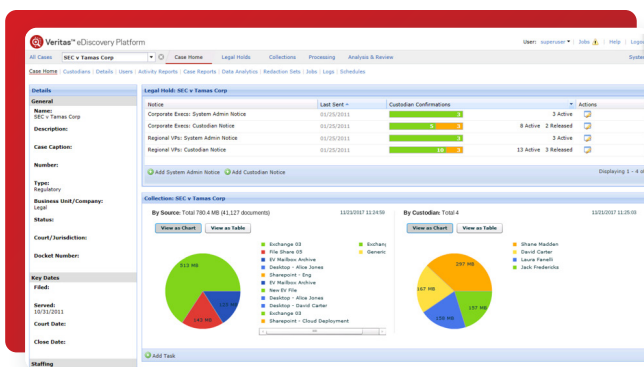 Veritas™ eDiscovery Platform
User: superuser Jobs Help Logou
All Cases SEC v Tamas Corp Case Home Legal Holds Collections Processing Analysis & Review System
Case Home Custodians Details Users Activity Reports Case Reports Data Analytics Redaction Sets Jobs Logs Schedules
Details
General
Name:
SEC v Tamas Corp
Description:
Case Caption:
Number:
Type:
Regulatory
Business Unit/Company:
Legal
Status:
Court/Jurisdiction:
Docket Number:
Key Dates
Filed:
Served:
10/31/2011
Court Date:
Close Date:
Staffing
Legal Hold: SEC v Tamas Corp
Notice Last Sent Custodian Confirmations Actions
Corporate Execs: System Admin Notice 01/25/2011 3 3 Active
Corporate Execs: Custodian Notice 01/25/2011 5 3 8 Active 2 Released
Regional VPs: System Admin Notice 01/25/2011 3 3 Active
Regional VPs: Custodian Notice 01/25/2011 10 3 13 Active 3 Released
Add System Admin Notice Add Custodian Notice Displaying 1 - 4 of
Collection: SEC v Tamas Corp
By Source: Total 780.4 MB (41,127 documents) 11/21/2017 11:24:59
View as Chart View as Table
513 MB
143 MB
Exchange 03
File Share 05
EV Mailbox Archive
Desktop - Alice Jones
Sharepoint - Eng
EV Mailbox Archive
New EV File
Desktop - Alice Jones
Desktop - David Carter
Exchange 03
Sharepoint - Cloud Deployment
Exchang
Generic
By Custodian: Total 4 11/21/2017 11:25:03
View as Chart View as Table
297 MB
167 MB
157 MB
159 MB
Shane Madden
David Carter
Laura Fanelli
Jack Fredericks
Add Task